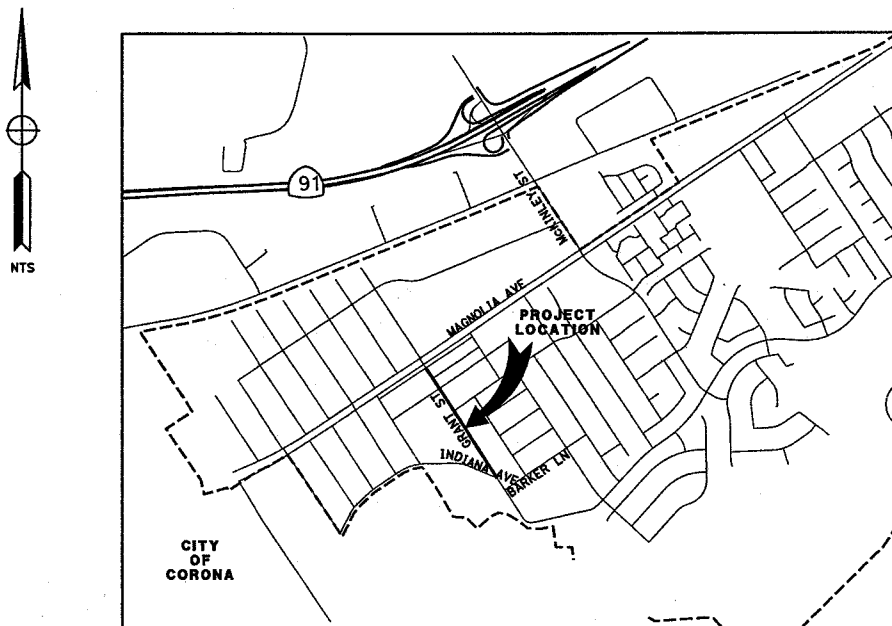 NTS
91
McKINLEY ST
MAGNOLIA AVE
PROJECT
LOCATION
GRANT ST
INDIANA AVE
BARKER LN
CITY
OF
CORONA